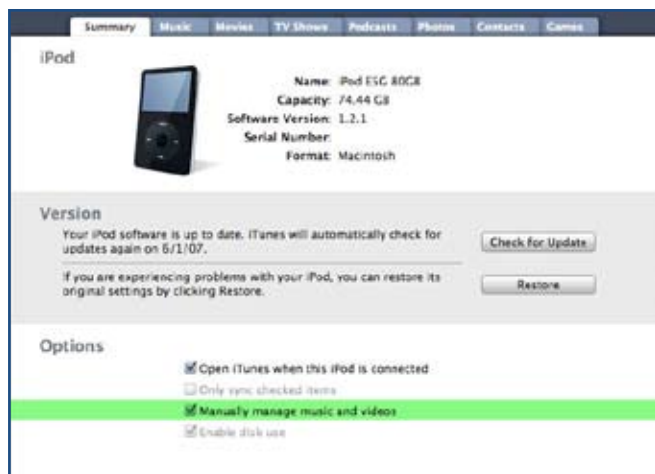 Summary Music Movies TV Shows Podcasts Photos Contacts Games
iPod
Name: iPod ESG 80GB
Capacity: 74.44 GB
Software Version: 1.2.1
Serial Number:
Format: Macintosh
Version
Your iPod software is up to date. iTunes will automatically check for
updates again on 6/1/07.
Check for Update
If you are experiencing problems with your iPod, you can restore its
original settings by clicking Restore.
Restore
Options
Open iTunes when this iPod is connected
Only sync checked items
Manually manage music and videos
Enable disk use